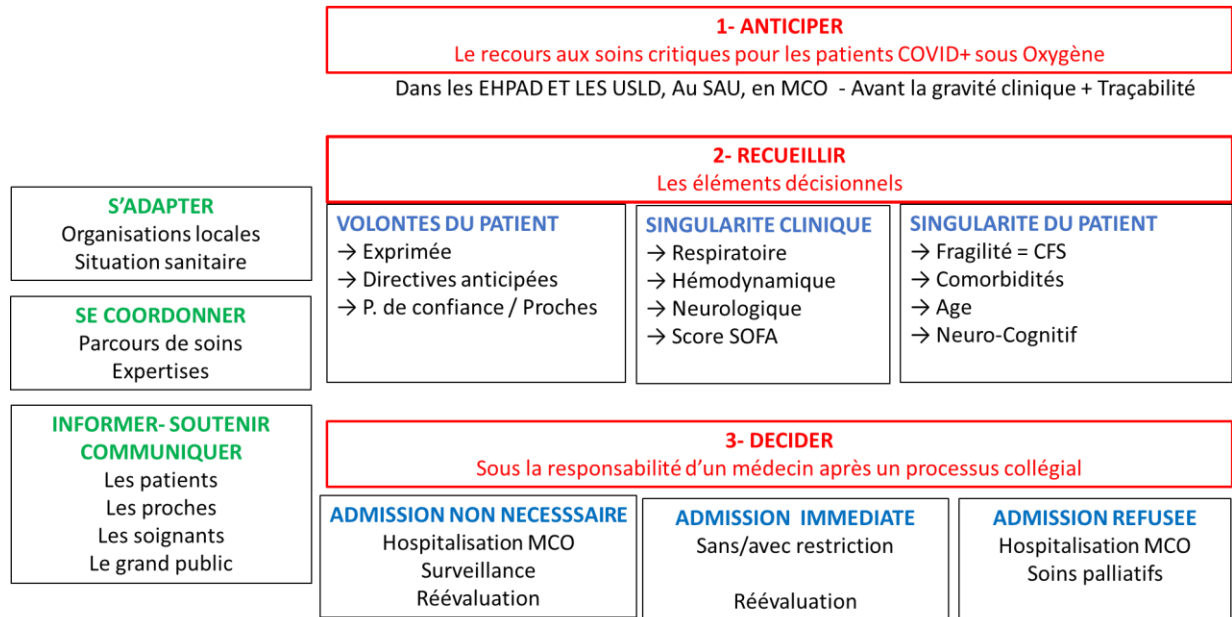 1- ANTICIPER
Le recours aux soins critiques pour les patients COVID+ sous Oxygène
Dans les EHPAD ET LES USLD, Au SAU, en MCO - Avant la gravité clinique + Traçabilité
2- RECUEILLIR
Les éléments décisionnels
VOLONTES DU PATIENT
→ Exprimée
→ Directives anticipées
→ P. de confiance / Proches
SINGULARITE CLINIQUE
→ Respiratoire
→ Hémodynamique
→ Neurologique
→ Score SOFA
SINGULARITE DU PATIENT
→ Fragilité = CFS
→ Comorbidités
→ Age
→ Neuro-Cognitif
S'ADAPTER
Organisations locales
Situation sanitaire
SE COORDONNER
Parcours de soins
Expertises
INFORMER- SOUTENIR
COMMUNIQUER
Les patients
Les proches
Les soignants
Le grand public
3- DECIDER
Sous la responsabilité d'un médecin après un processus collégial
ADMISSION NON NECESSSAIRE
Hospitalisation MCO
Surveillance
Réévaluation
ADMISSION IMMEDIATE
Sans/avec restriction
Réévaluation
ADMISSION REFUSEE
Hospitalisation MCO
Soins palliatifs